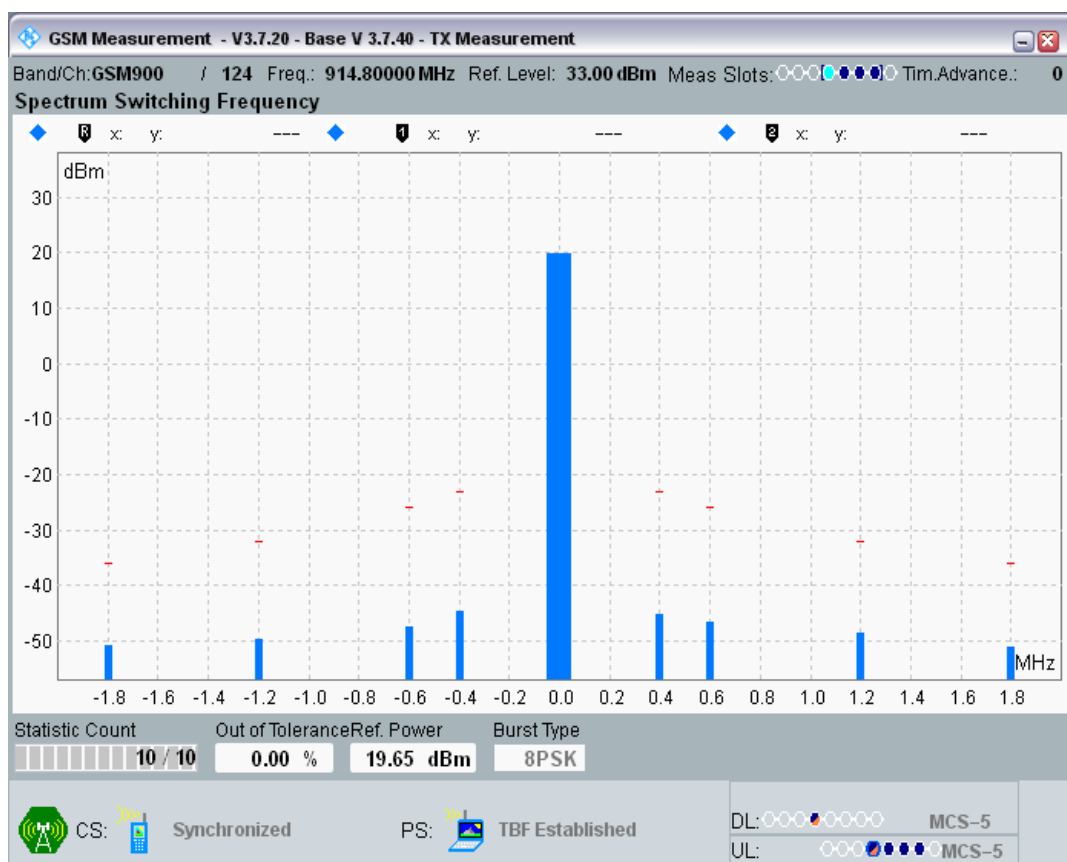 GSM Measurement - V3.7.20 - Base V 3.7.40 - TX Measurement
Band/Ch:GSM900 / 124 Freq.: 914.80000 MHz Ref. Level: 33.00 dBm Meas Slots: Tim.Advance.: 0
Spectrum Switching Frequency
R x: y: --- 1 x: y: --- 2 x: y: ---
dBm
30
20
10
0
-10
-20
-30
-40
-50
MHz
-1.8 -1.6 -1.4 -1.2 -1.0 -0.8 -0.6 -0.4 -0.2 0.0 0.2 0.4 0.6 0.8 1.0 1.2 1.4 1.6 1.8
Statistic Count Out of Tolerance Ref. Power Burst Type
10 / 10 0.00 % 19.65 dBm 8PSK
CS: Synchronized PS: TBF Established
DL: MCS-5
UL: MCS-5